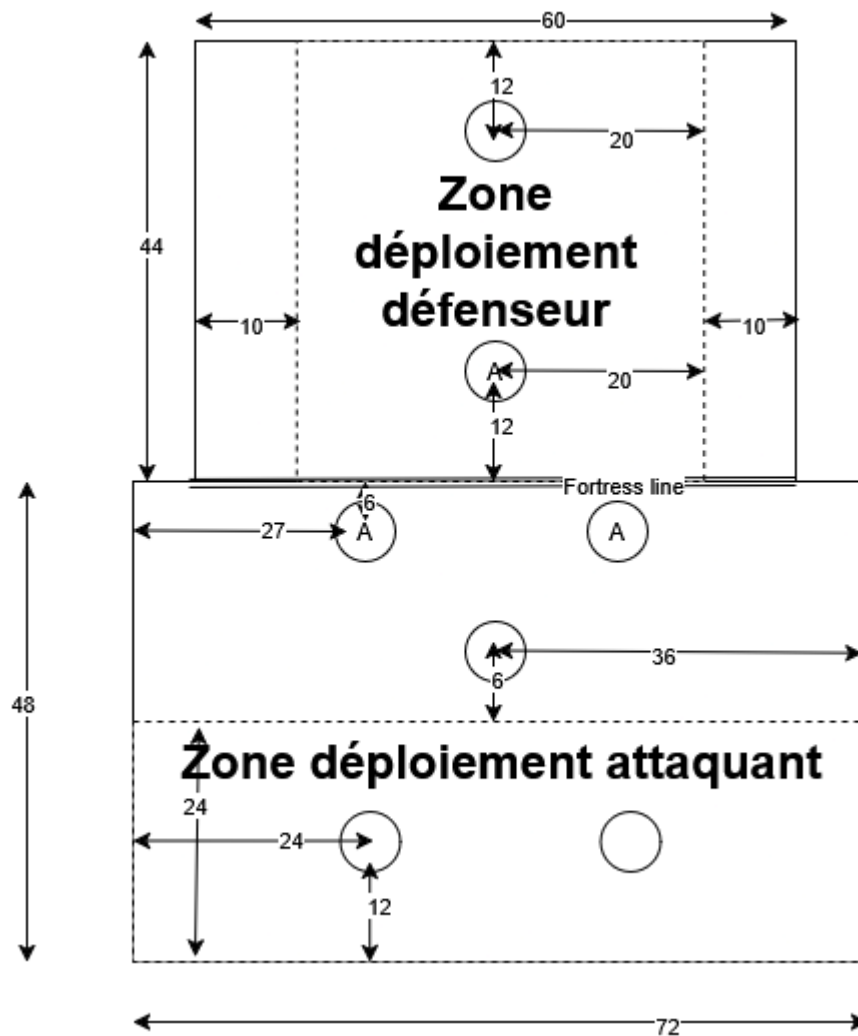 60
12
20
Zone
déploiement
défenseur
44
10
10
A
20
12
Fortress line
6
27
A
A
36
6
48
Zone déploiement attaquant
24
24
12
72